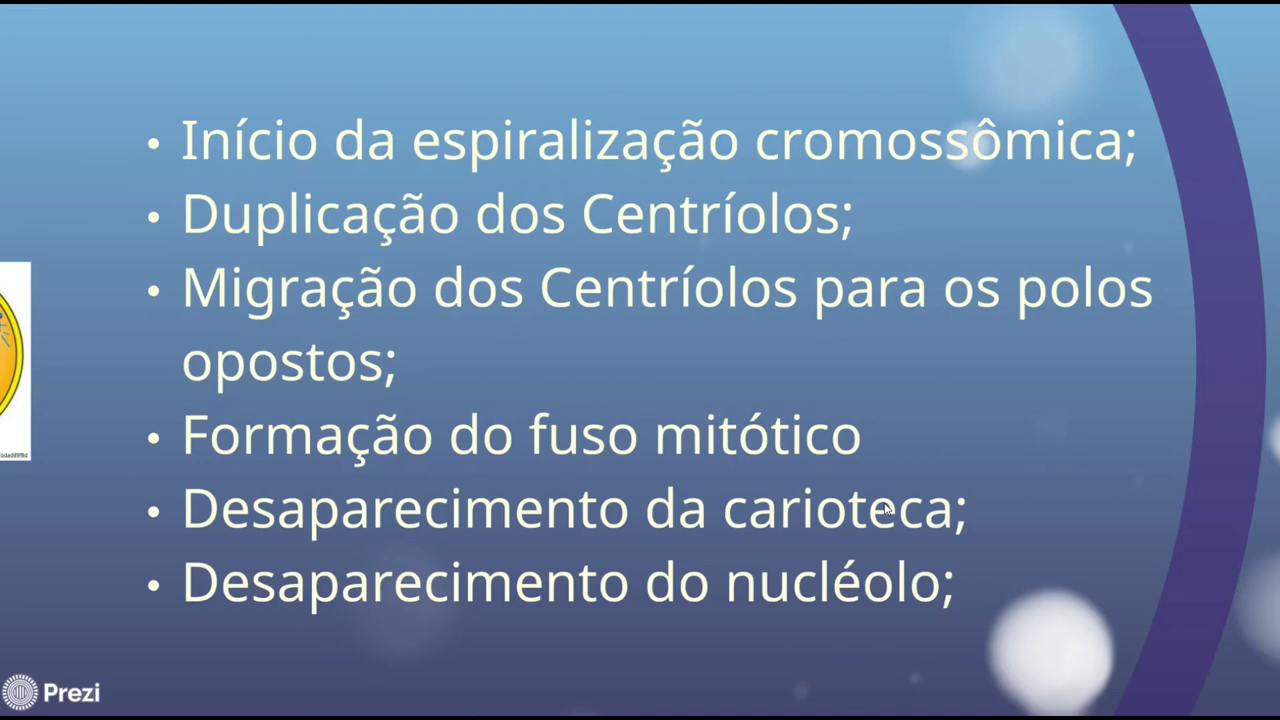 • Início da espiralização cromossômica;
• Duplicação dos Centríolos;
• Migração dos Centríolos para os polos
opostos;
• Formação do fuso mitótico
• Desaparecimento da carioteca;
• Desaparecimento do nucléolo;
Prezi